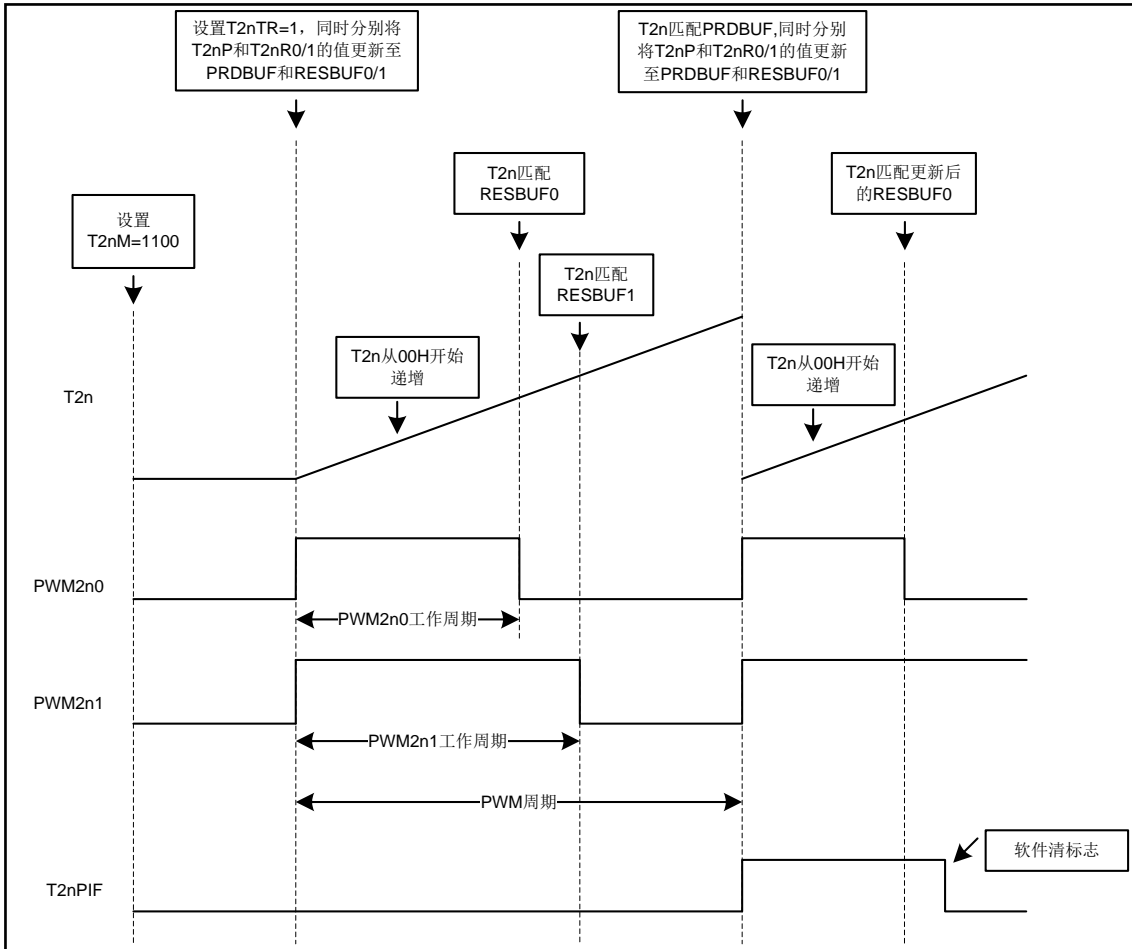 设置T2nTR=1，同时分别将
T2nP和T2nR0/1的值更新至
PRDBUF和RESBUF0/1
T2n匹配PRDBUF,同时分别
将T2nP和T2nR0/1的值更新
至PRDBUF和RESBUF0/1
T2n匹配
RESBUF0
T2n匹配更新后
的RESBUF0
设置
T2nM=1100
T2n匹配
RESBUF1
T2n从00H开始
递增
T2n从00H开始
递增
T2n
PWM2n0
PWM2n0工作周期
PWM2n1
PWM2n1工作周期
PWM周期
软件清标志
T2nPIF